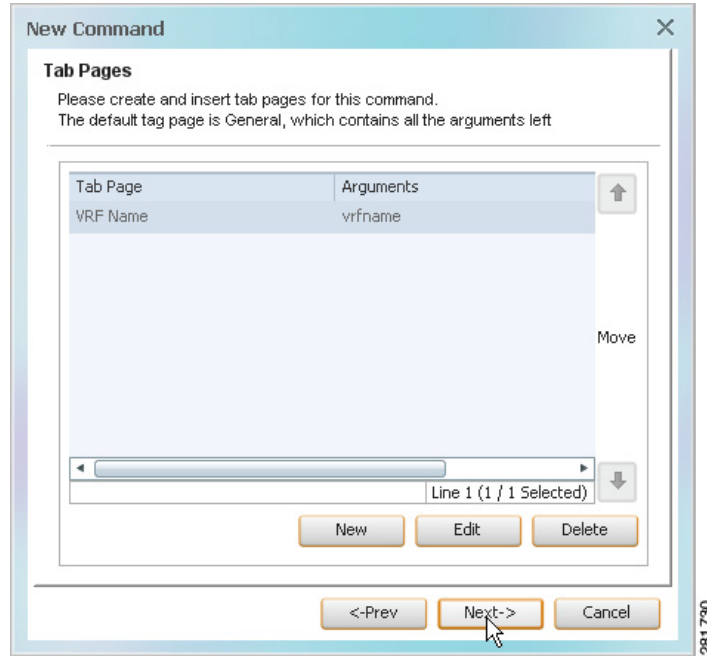 New Command
Tab Pages
Please create and insert tab pages for this command.
The default tag page is General, which contains all the arguments left
Tab Page Arguments
VRF Name vrfname
Move
Line 1 (1 / 1 Selected)
New Edit Delete
<-Prev Next-> Cancel
281730